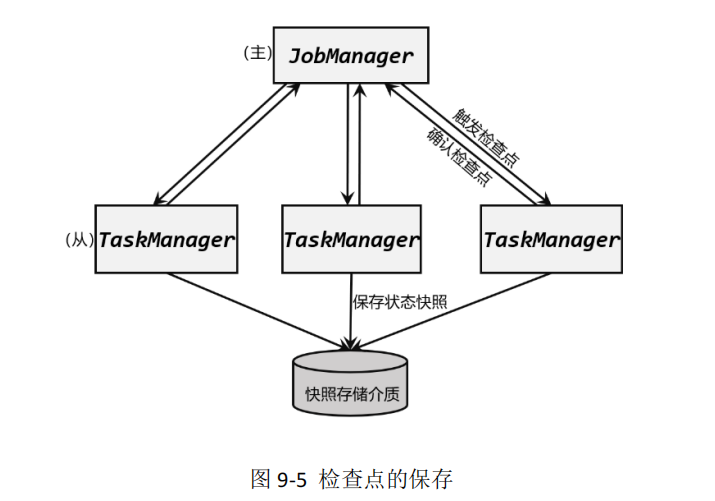 (主)
JobManager
触发检查点
确认检查点
(从)
TaskManager
TaskManager
TaskManager
保存状态快照
快照存储介质
图 9-5 检查点的保存